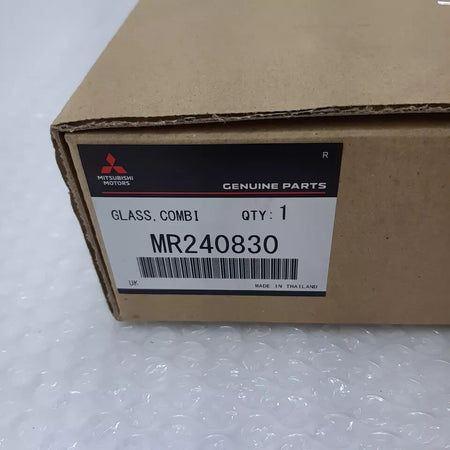 R
MITSUBISHI
MOTORS
GENUINE PARTS
GLASS,COMBI QTY: 1
MR240830
UK MADE IN THAILAND